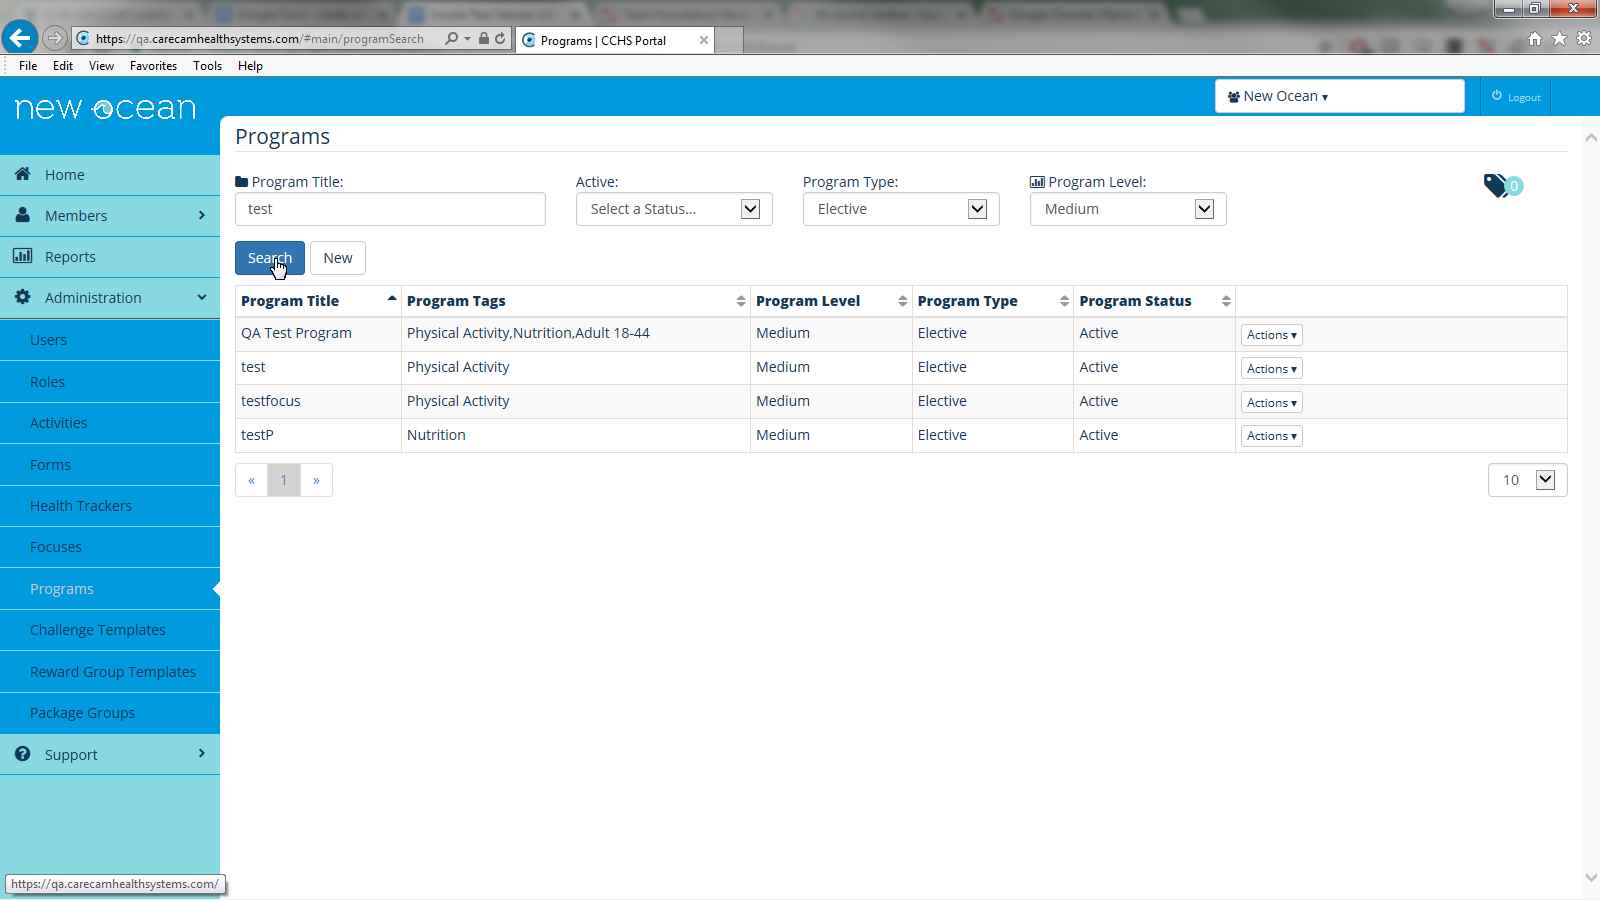 https://qa.carecamhealthsystems.com/#main/programSearch
Programs | CCHS Portal
File Edit View Favorites Tools Help
new ocean
New Ocean
Logout
Programs
Home
Members
Reports
Administration
Users
Roles
Activities
Forms
Health Trackers
Focuses
Programs
Challenge Templates
Reward Group Templates
Package Groups
Support
Program Title: Active: Program Type: Program Level:
test Select a Status... Elective Medium
0
Search New
Program Title Program Tags Program Level Program Type Program Status
QA Test Program Physical Activity,Nutrition,Adult 18-44 Medium Elective Active Actions
test Physical Activity Medium Elective Active Actions
testfocus Physical Activity Medium Elective Active Actions
testP Nutrition Medium Elective Active Actions
« 1 » 10
https://qa.carecamhealthsystems.com/